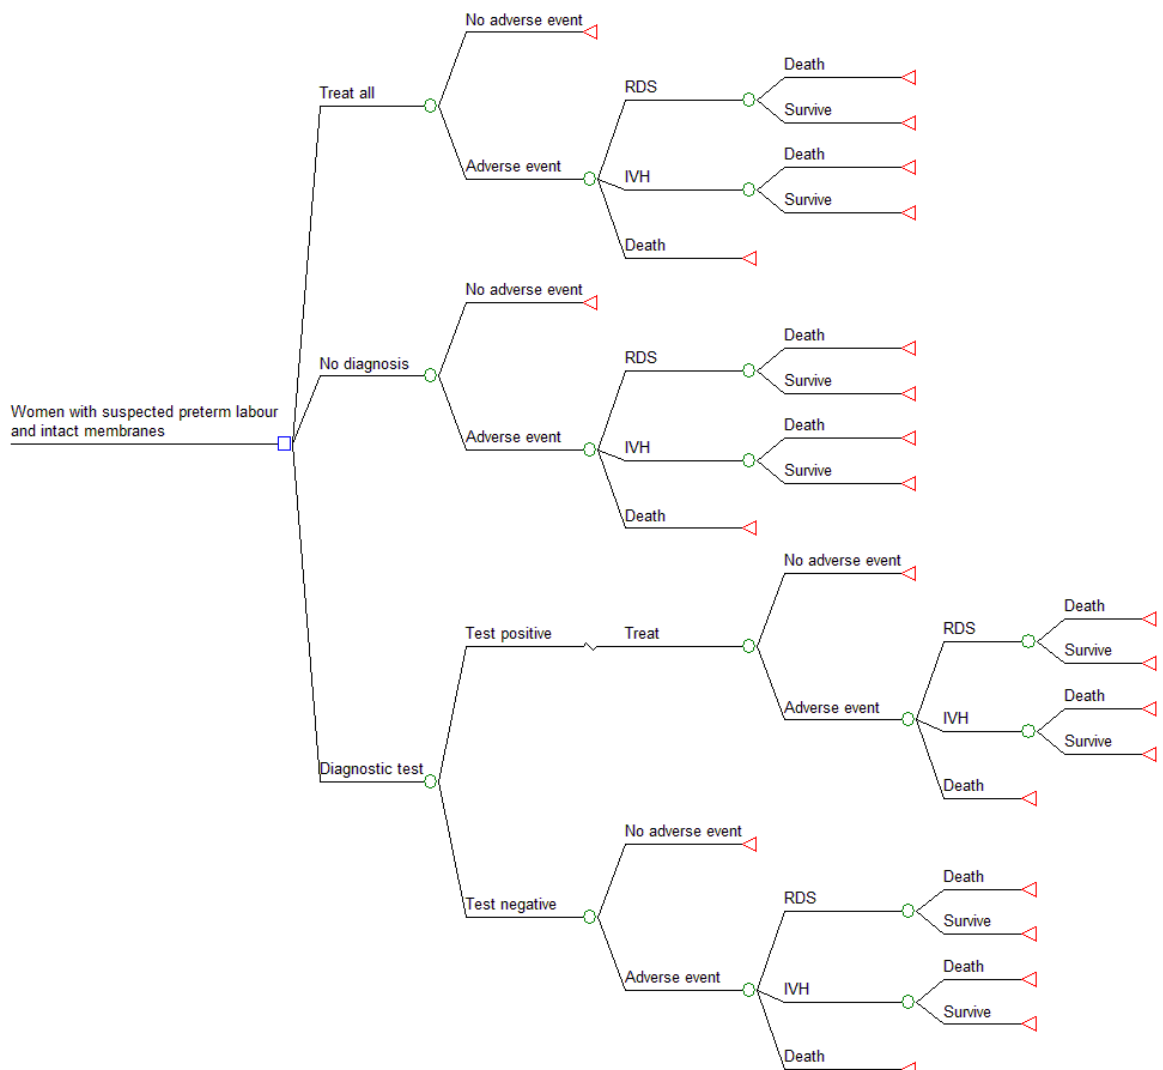 No adverse event
Death
RDS
Treat all
Survive
Death
Adverse event
IVH
Survive
Death
No adverse event
Death
RDS
No diagnosis
Survive
Women with suspected preterm labour
and intact membranes
Death
Adverse event
IVH
Survive
Death
No adverse event
Death
Test positive
Treat
RDS
Survive
Death
Adverse event
IVH
Survive
Diagnostic test
Death
No adverse event
Death
Test negative
RDS
Survive
Death
Adverse event
IVH
Survive
Death